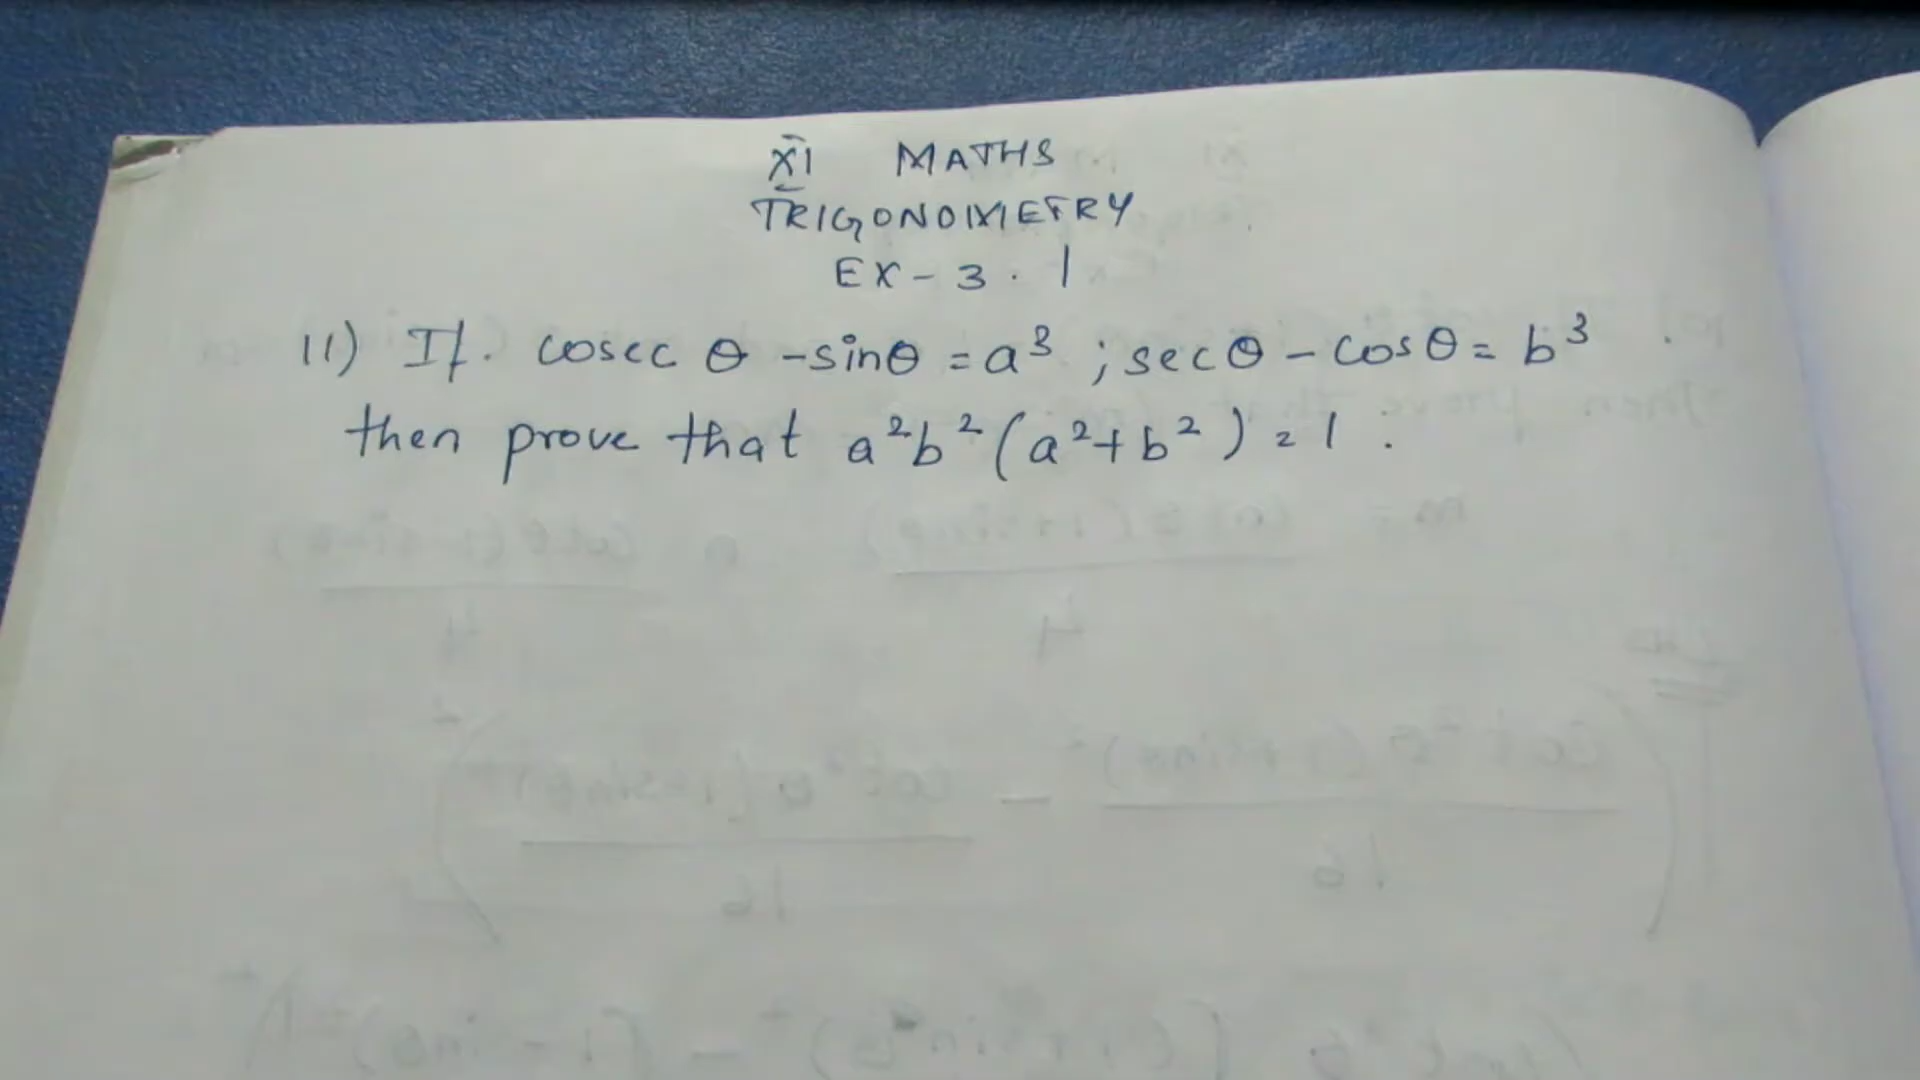 XI MATHS
TRIGONOMETRY
EX - 3.1
11) If. cosec θ - sinθ = a³ ; secθ - cosθ = b³
then prove that a²b² (a² + b²) = 1.